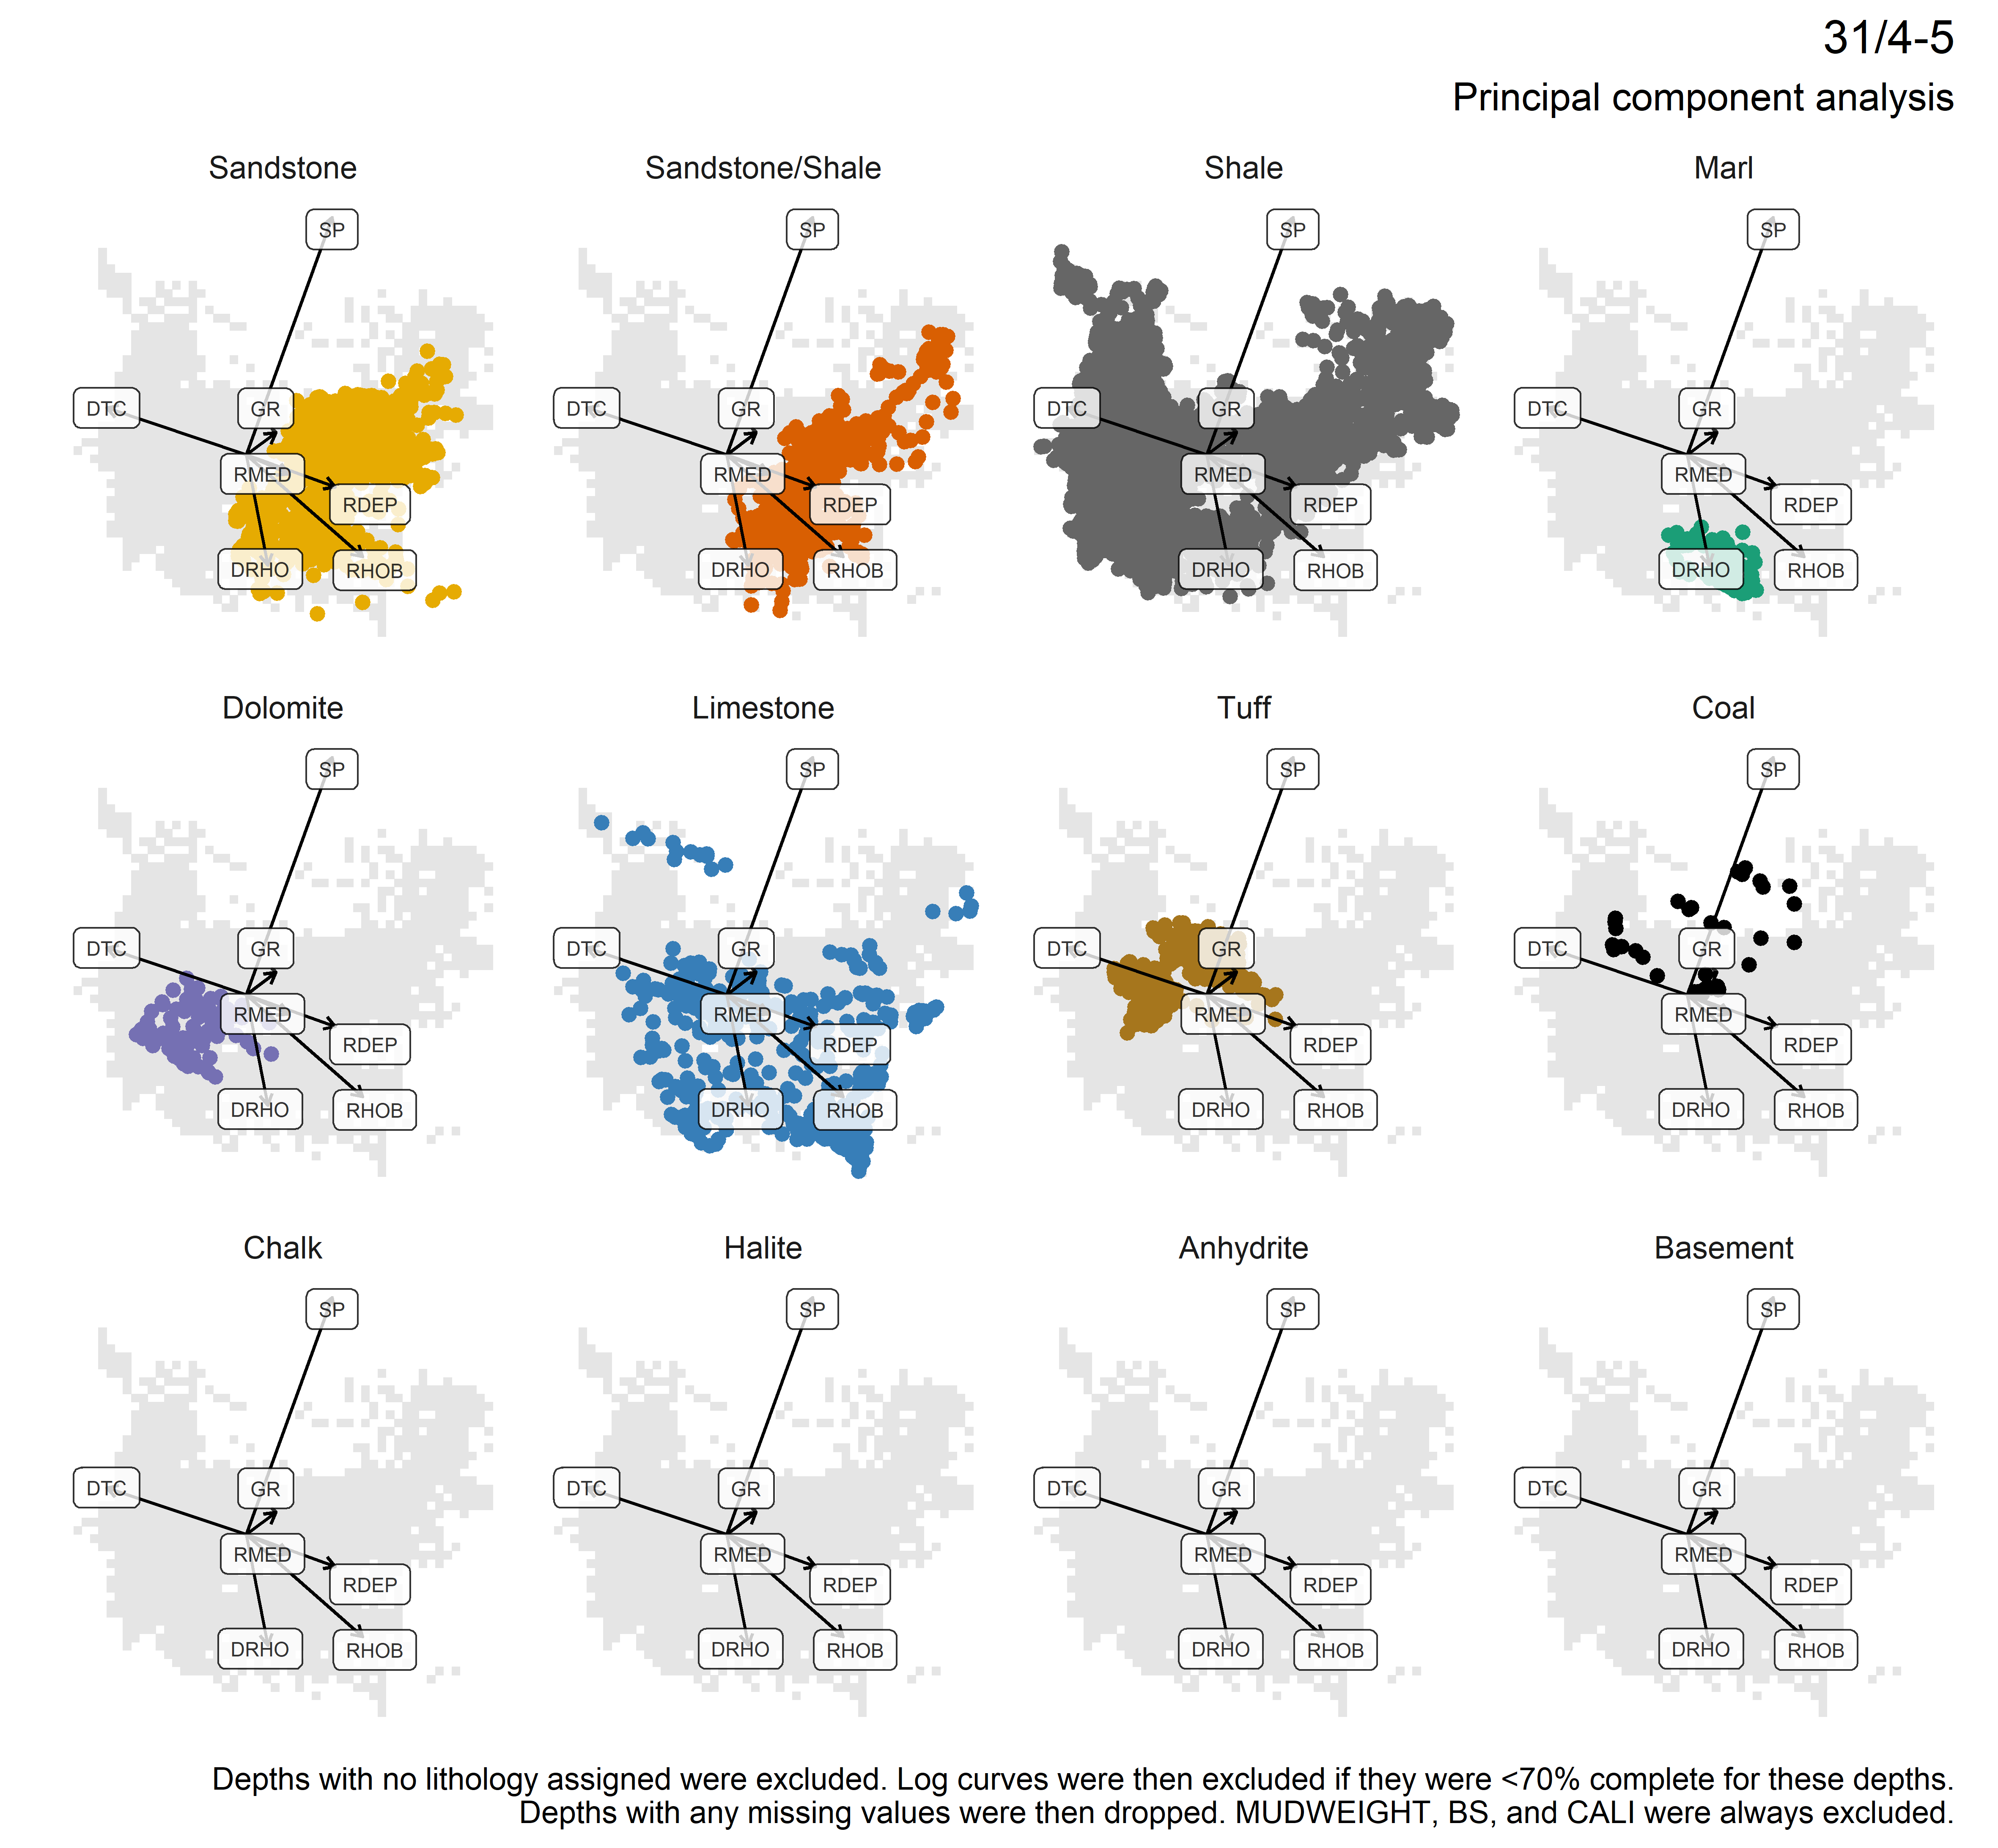 31/4-5
Principal component analysis
Sandstone
Sandstone/Shale
Shale
Marl
SP
SP
SP
SP
DTC
GR
DTC
GR
DTC
GR
DTC
GR
RMED
RMED
RMED
RMED
RDEP
RDEP
RDEP
RDEP
DRHO
RHOB
DRHO
RHOB
DRHO
RHOB
DRHO
RHOB
Dolomite
Limestone
Tuff
Coal
SP
SP
SP
SP
DTC
GR
DTC
GR
DTC
GR
DTC
GR
RMED
RMED
RMED
RMED
RDEP
RDEP
RDEP
RDEP
DRHO
RHOB
DRHO
RHOB
DRHO
RHOB
DRHO
RHOB
Chalk
Halite
Anhydrite
Basement
SP
SP
SP
SP
DTC
GR
DTC
GR
DTC
GR
DTC
GR
RMED
RMED
RMED
RMED
RDEP
RDEP
RDEP
RDEP
DRHO
RHOB
DRHO
RHOB
DRHO
RHOB
DRHO
RHOB
Depths with no lithology assigned were excluded. Log curves were then excluded if they were <70% complete for these depths.
Depths with any missing values were then dropped. MUDWEIGHT, BS, and CALI were always excluded.